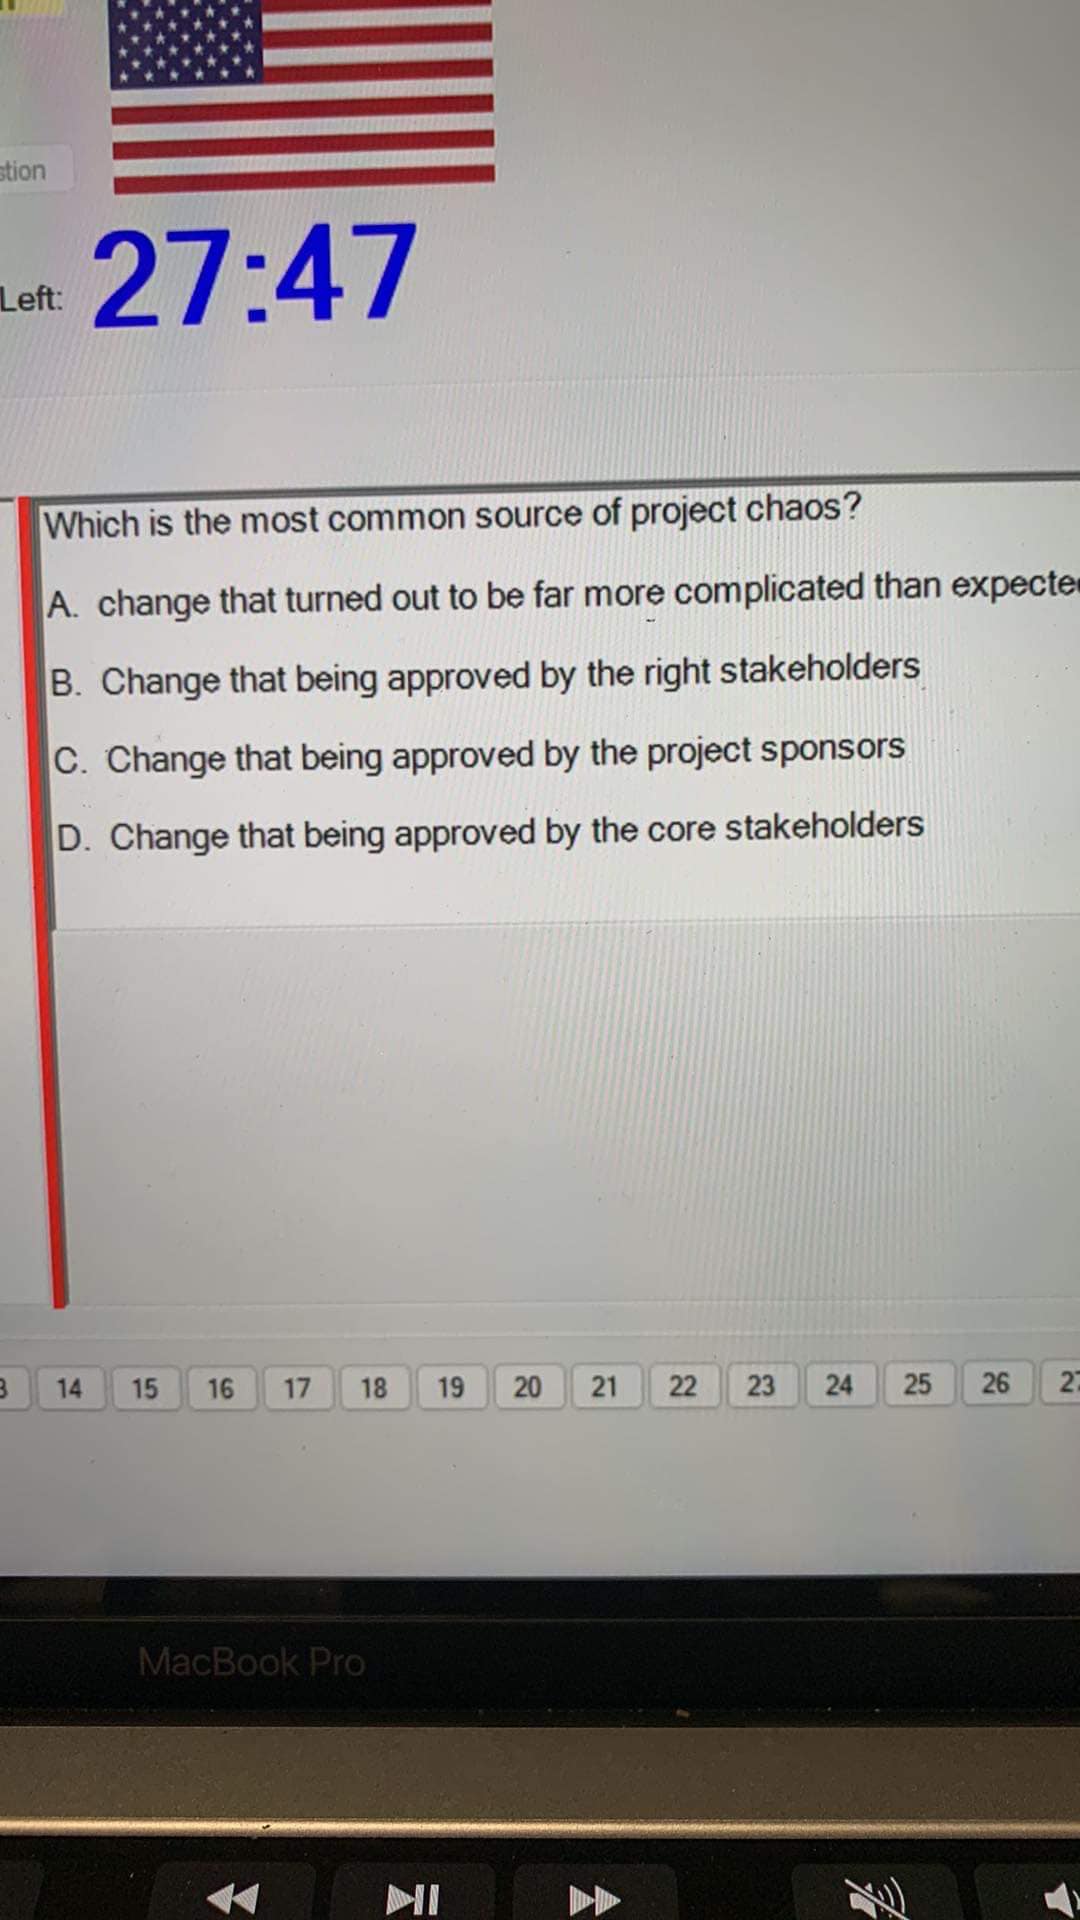 stion
Left: 27:47
Which is the most common source of project chaos?
A. change that turned out to be far more complicated than expecte
B. Change that being approved by the right stakeholders
C. Change that being approved by the project sponsors
D. Change that being approved by the core stakeholders
3 14 15 16 17 18 19 20 21 22 23 24 25 26 27
MacBook Pro